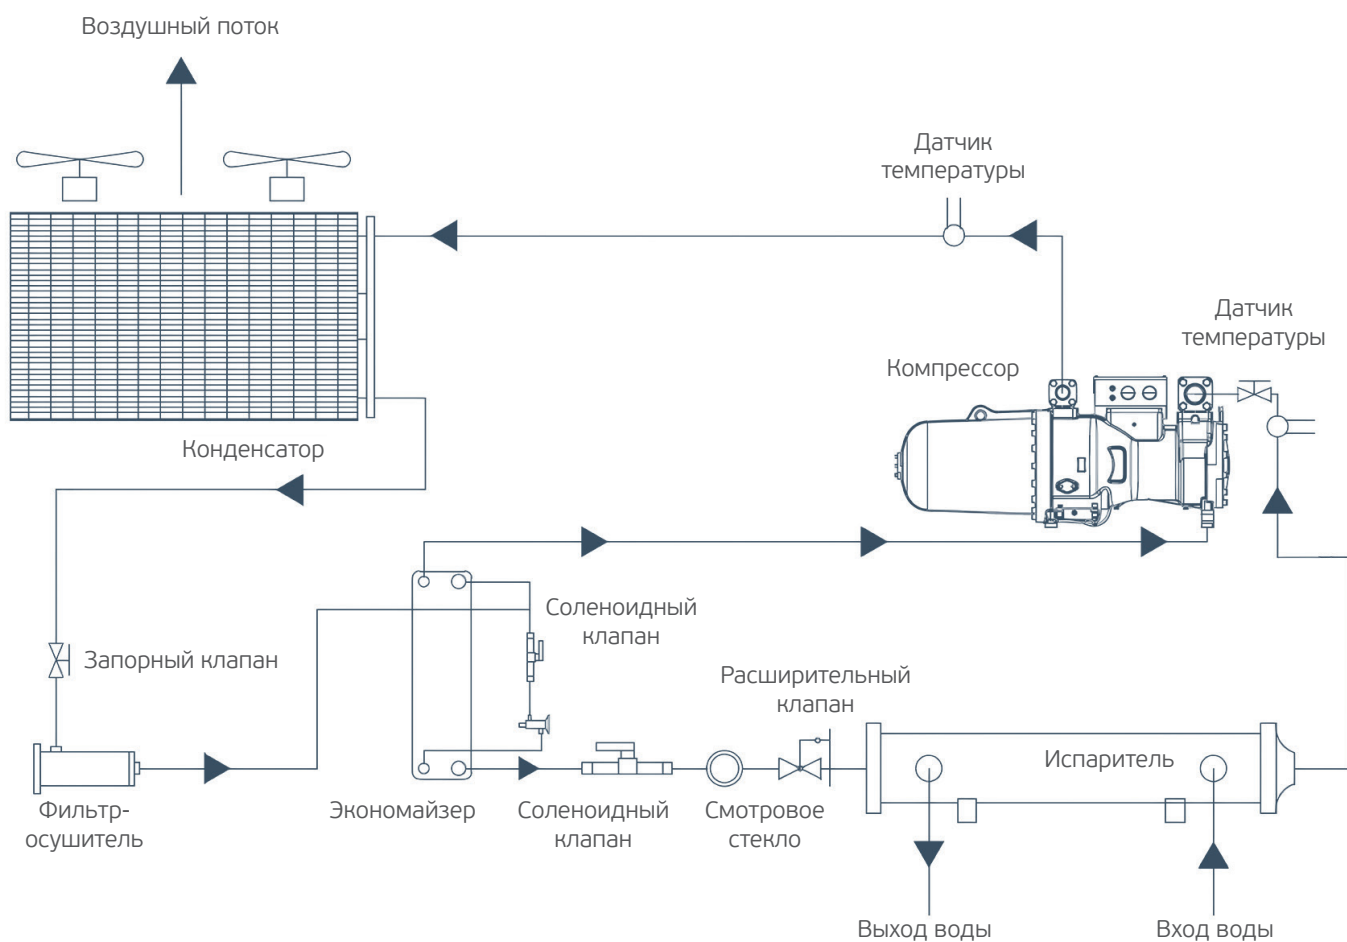 Воздушный поток
Датчик
температуры
Датчик
температуры
Компрессор
Конденсатор
Соленоидный
клапан
Запорный клапан
Расширительный
клапан
Испаритель
Фильтр-
осушитель
Экономайзер
Соленоидный
клапан
Смотровое
стекло
Выход воды
Вход воды